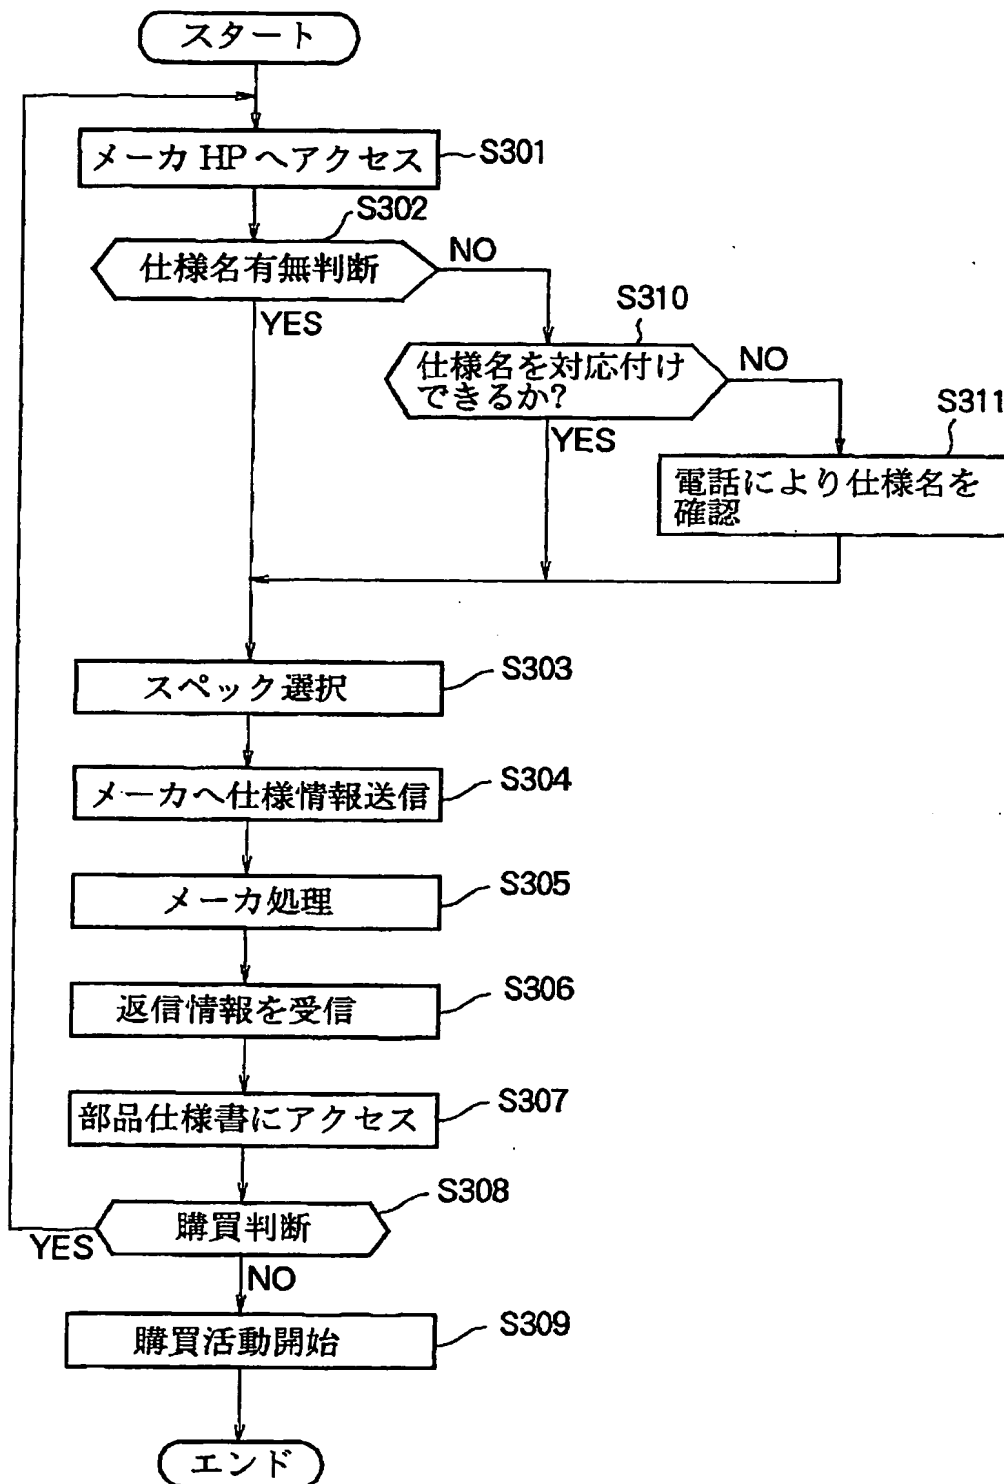 スタート
メーカ HP へアクセス
S301
S302
仕様名有無判断
NO
YES
S310
仕様名を対応付け
できるか?
NO
YES
S311
電話により仕様名を
確認
スペック選択
S303
メーカへ仕様情報送信
S304
メーカ処理
S305
返信情報を受信
S306
部品仕様書にアクセス
S307
S308
購買判断
YES
NO
購買活動開始
S309
エンド